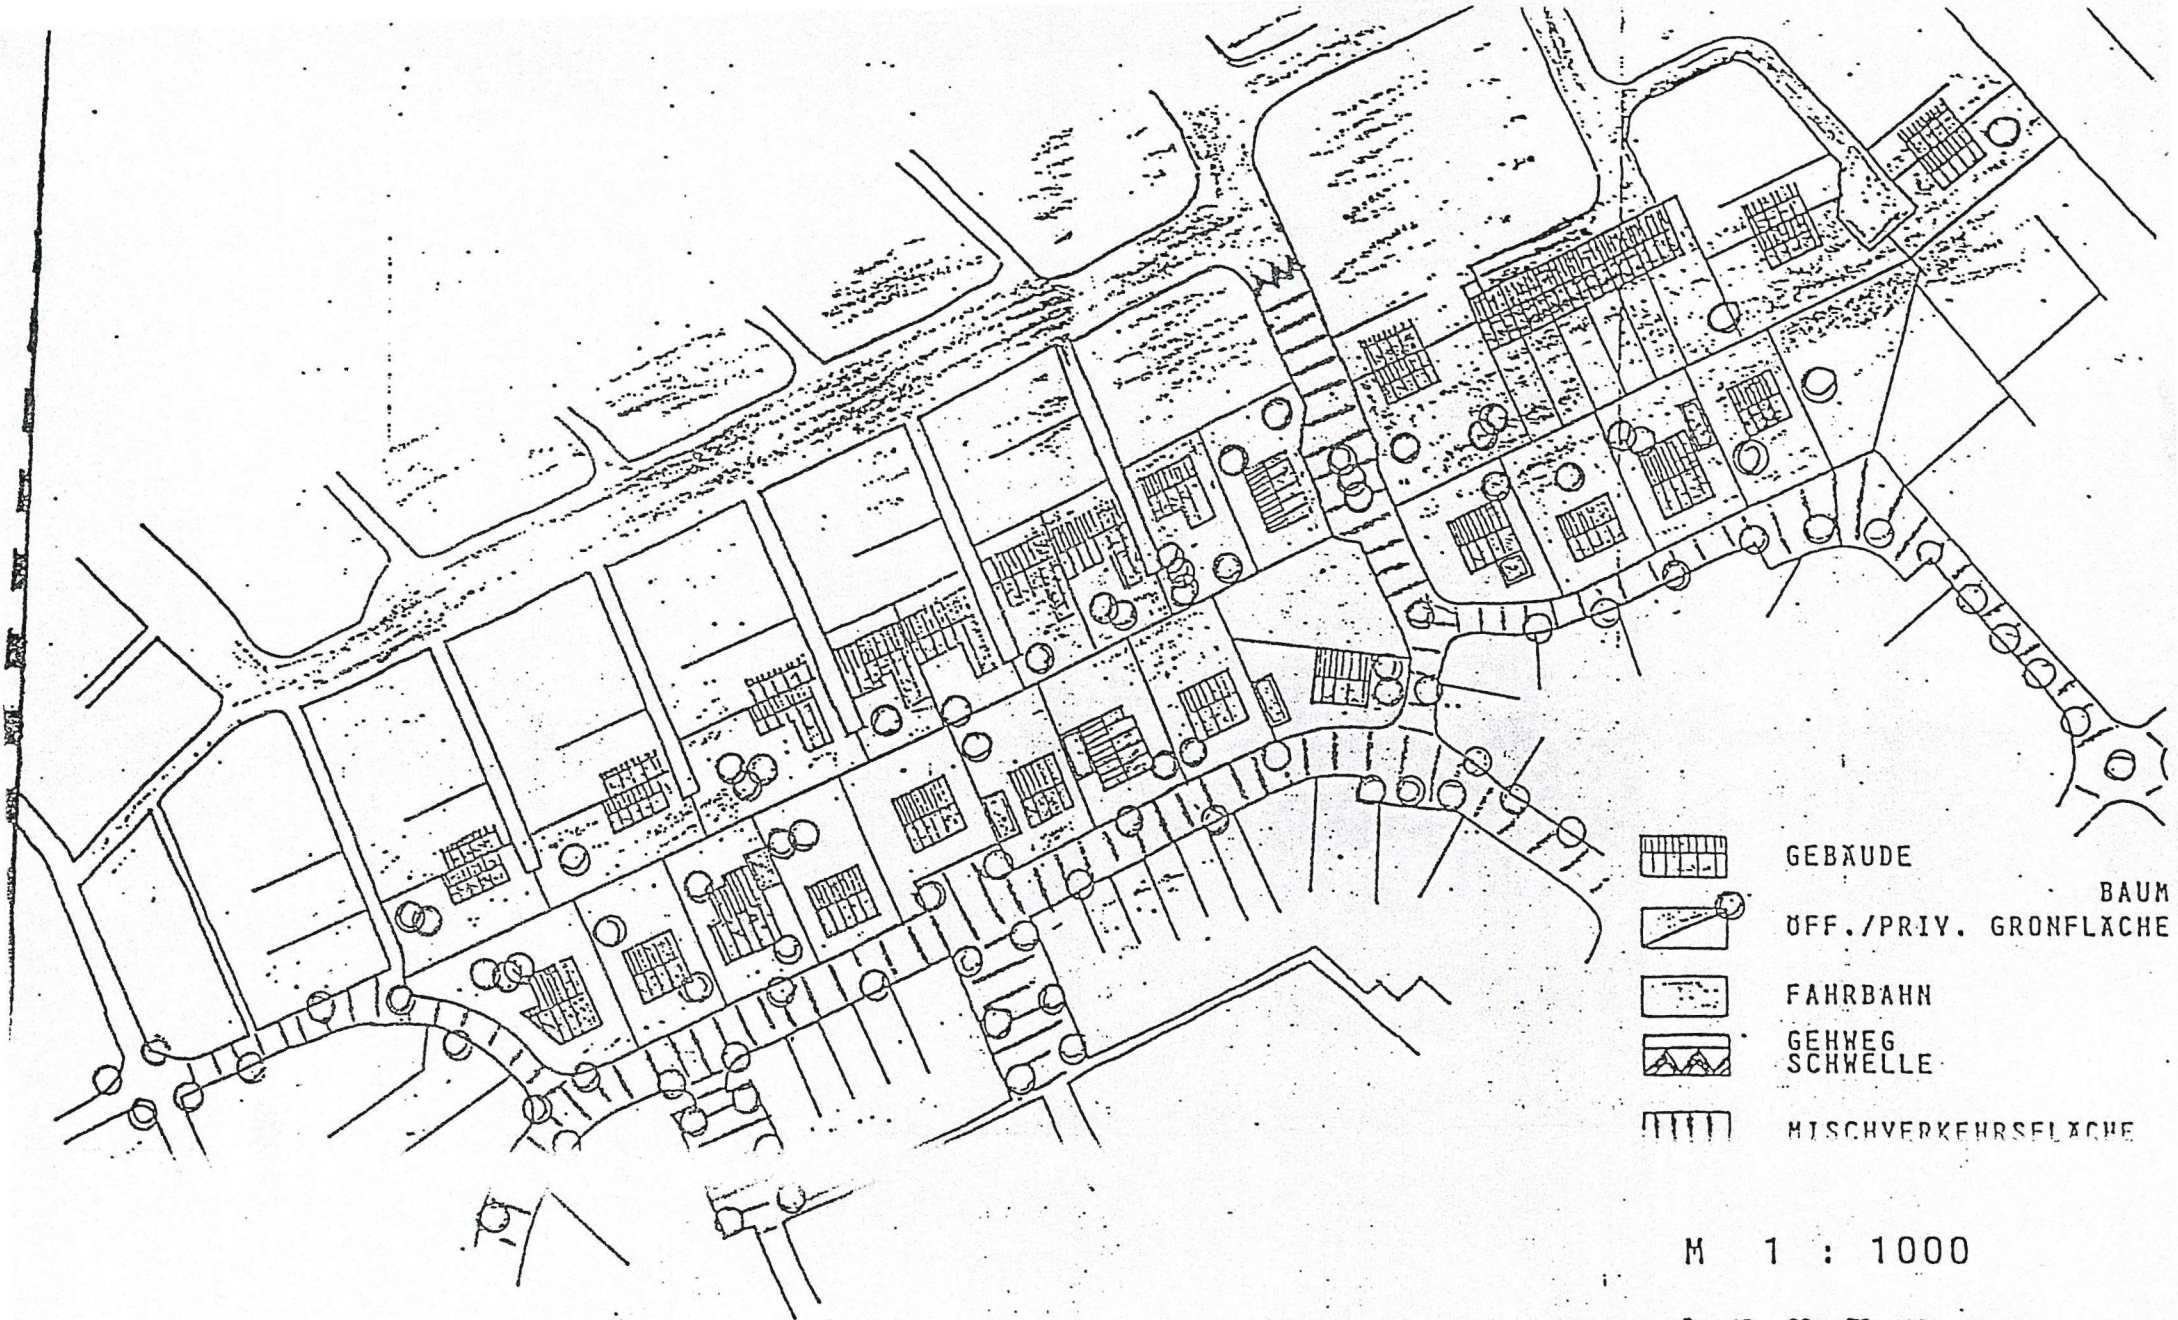 GEBÄUDE
BAUM
ÖFF./PRIV. GRÜNFLÄCHE
FAHRBAHN
GEHWEG
SCHWELLE
MISCHVERKEHRSFLÄCHE
M 1 : 1000